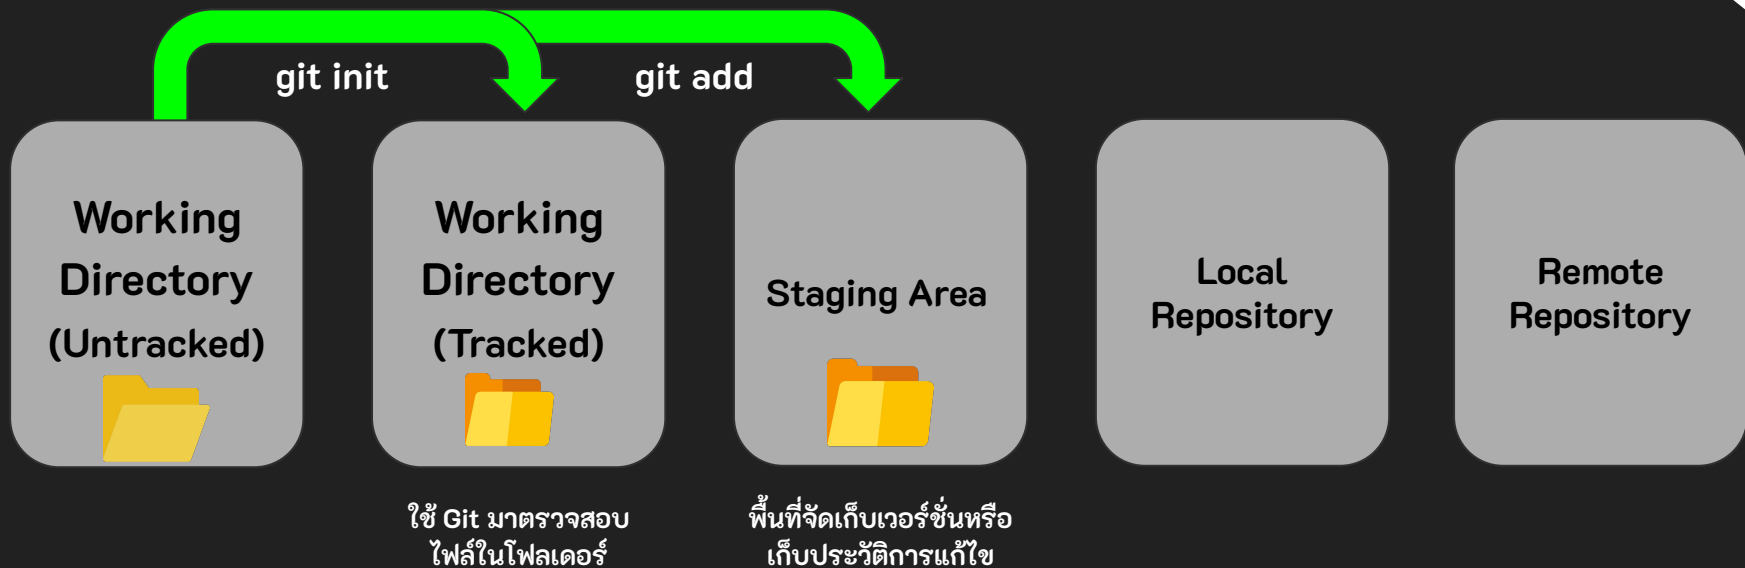 git init
git add
Working
Directory
(Untracked)
Working
Directory
(Tracked)
Staging Area
Local
Repository
Remote
Repository
ใช้ Git มาตรวจสอบ
ไฟล์ในโฟลเดอร์
พื้นที่จัดเก็บเวอร์ชั่นหรือ
เก็บประวัติการแก้ไข